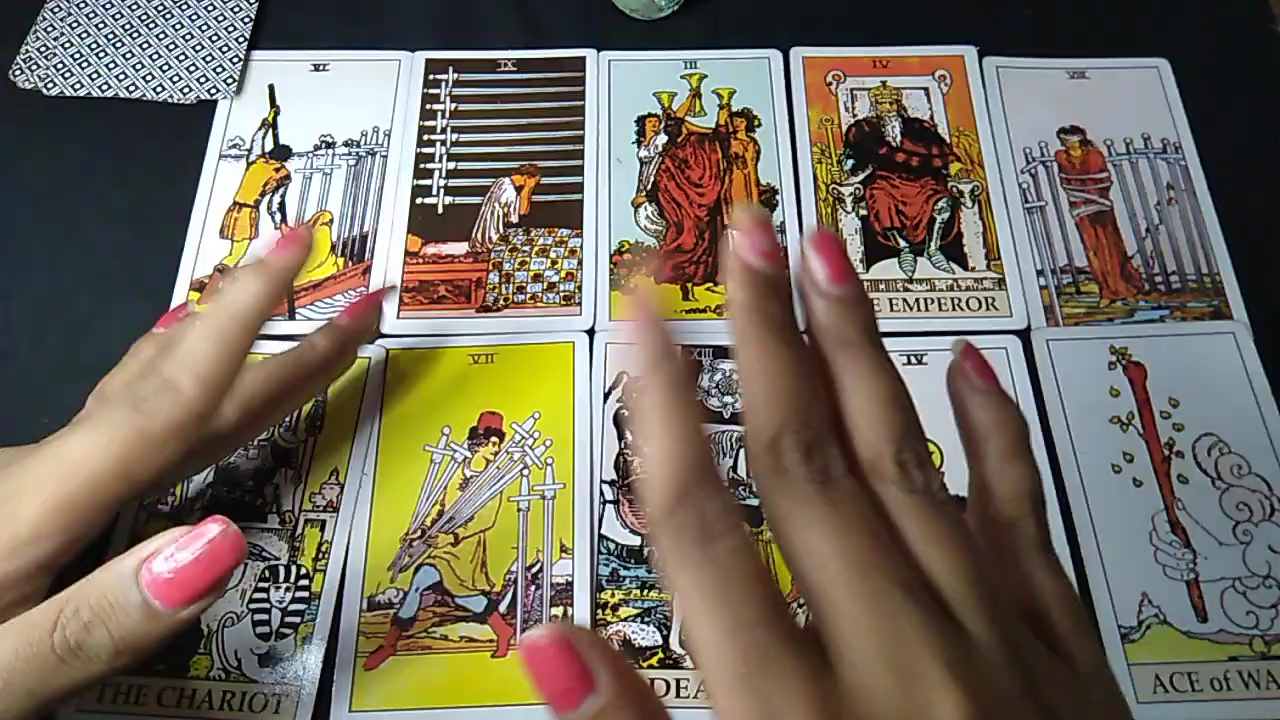 VI
IX
III
IV
VIII
E EMPEROR
VII
XIII
IV
THE CHARIOT
DEA
ACE of WA